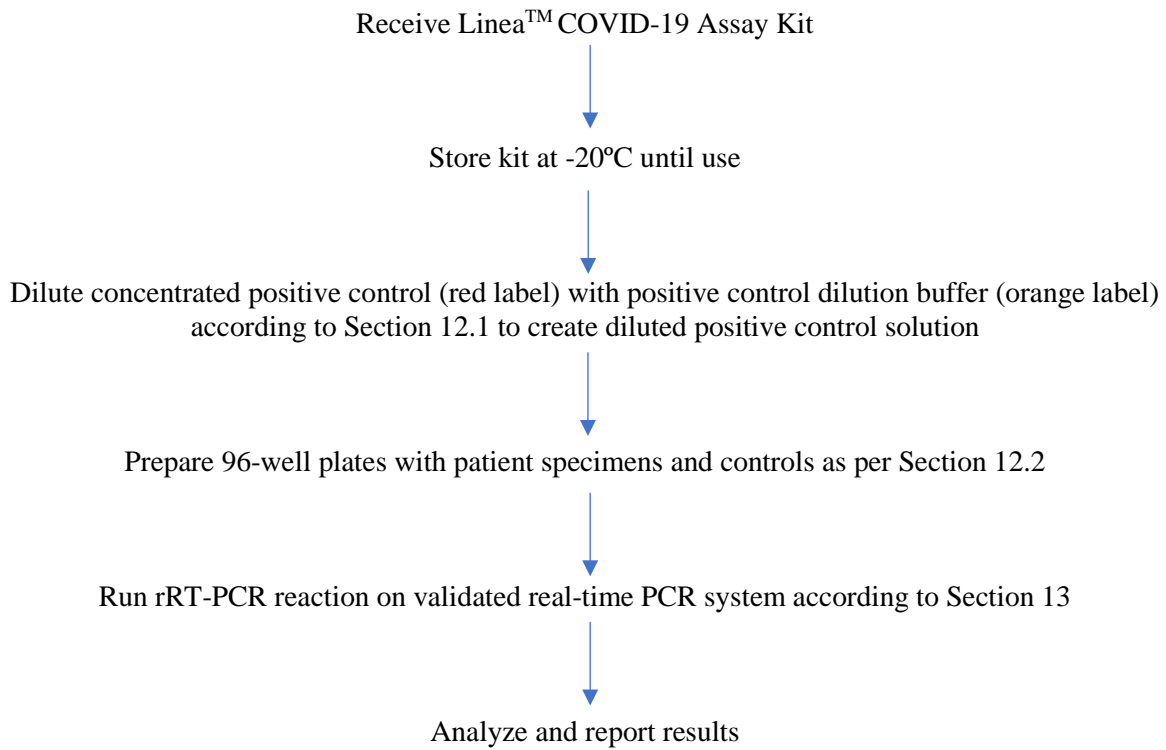 Receive Linea™ COVID-19 Assay Kit
Store kit at -20ºC until use
Dilute concentrated positive control (red label) with positive control dilution buffer (orange label)
according to Section 12.1 to create diluted positive control solution
Prepare 96-well plates with patient specimens and controls as per Section 12.2
Run rRT-PCR reaction on validated real-time PCR system according to Section 13
Analyze and report results